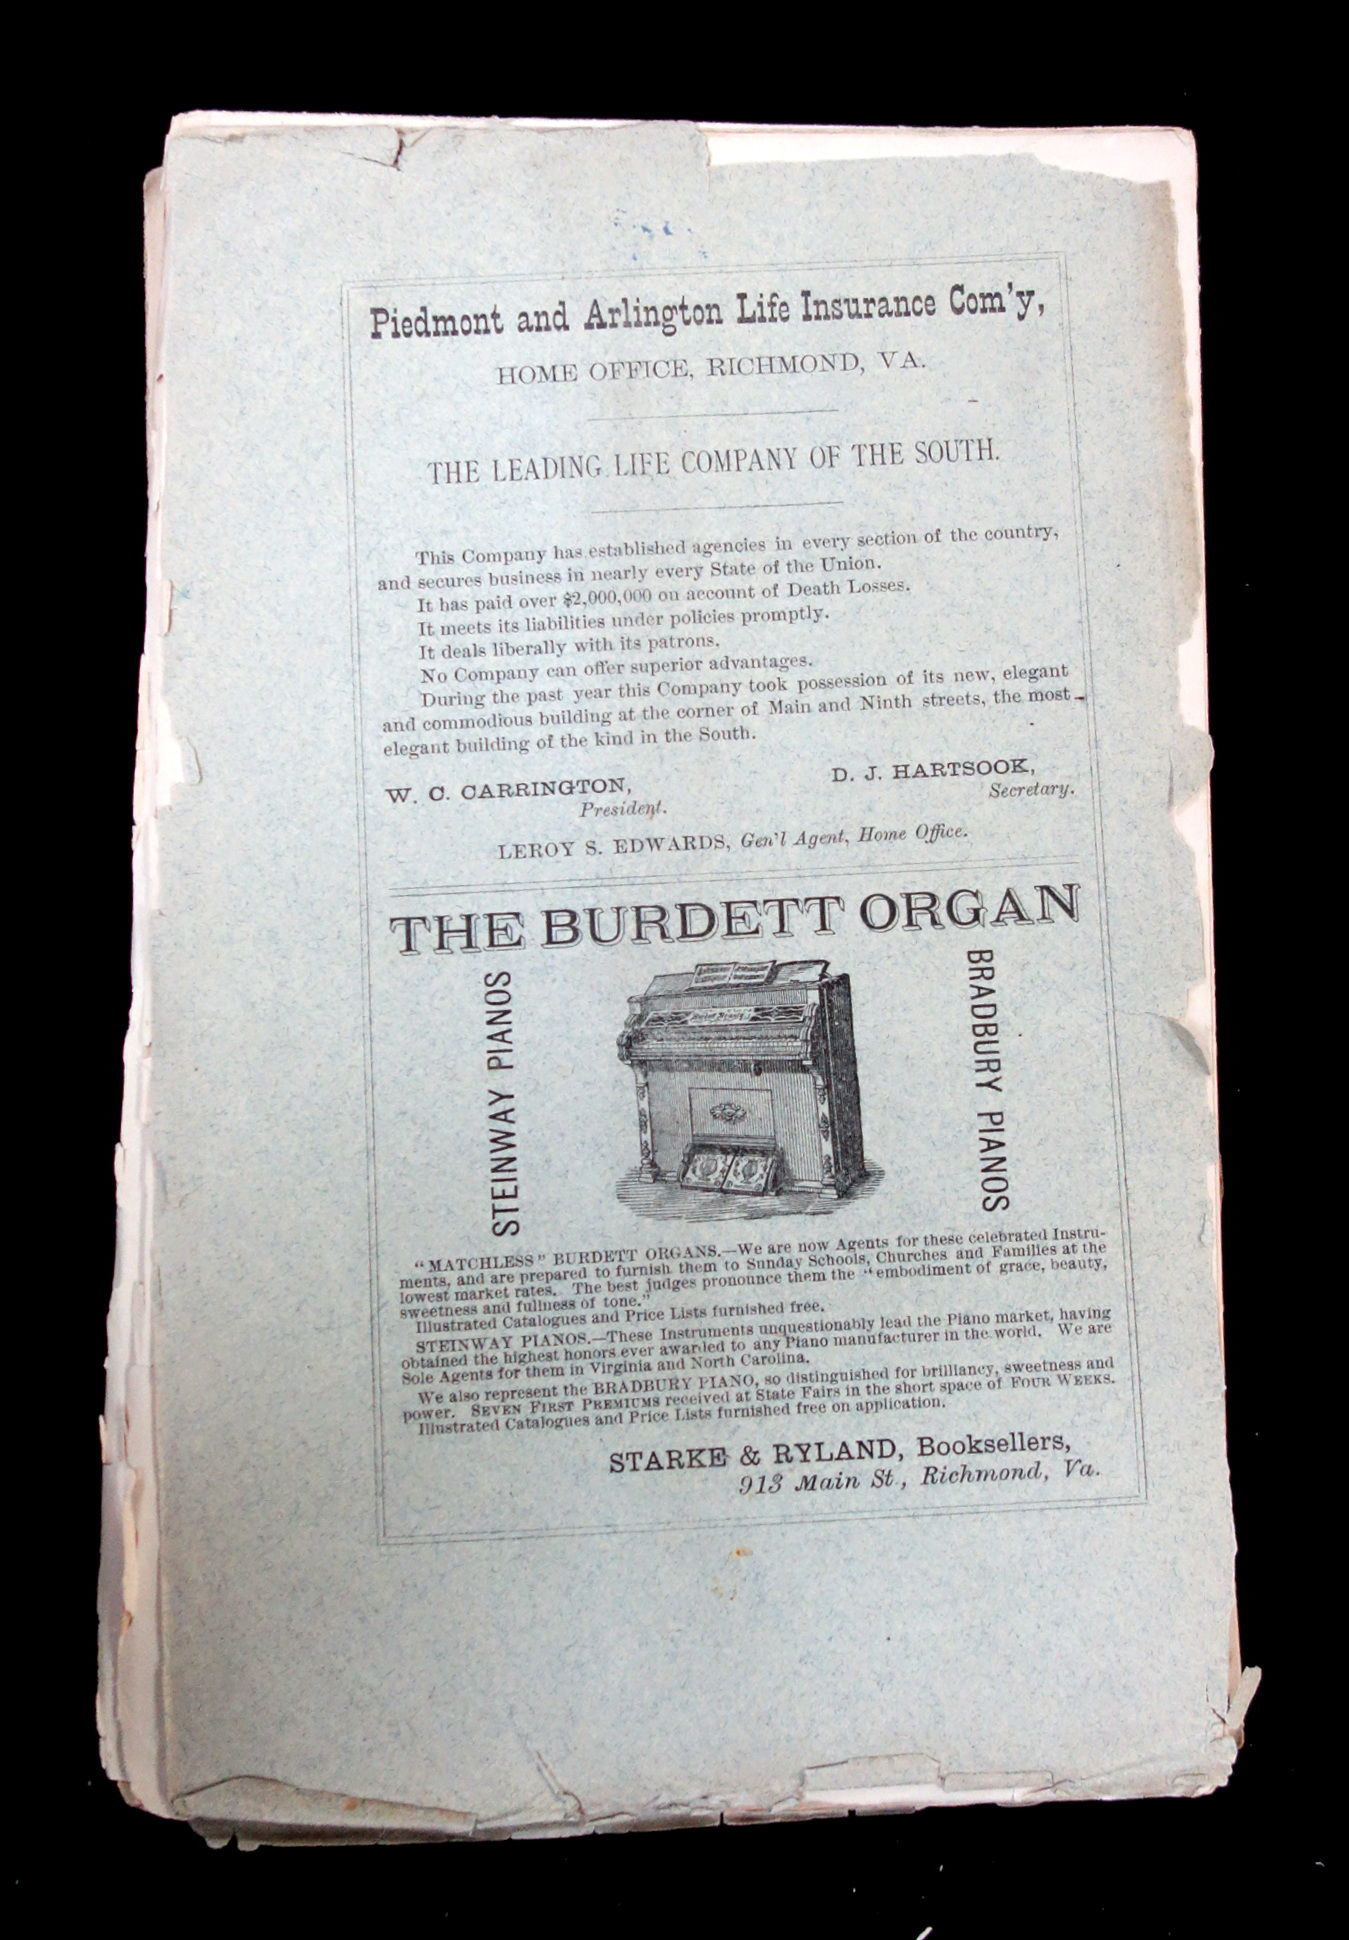 Piedmont and Arlington Life Insurance Com'y,
HOME OFFICE, RICHMOND, VA.
THE LEADING LIFE COMPANY OF THE SOUTH.
This Company has established agencies in every section of the country,
and secures business in nearly every State of the Union.
It has paid over $2,000,000 on account of Death Losses.
It meets its liabilities under policies promptly.
It deals liberally with its patrons.
No Company can offer superior advantages.
During the past year this Company took possession of its new, elegant
and commodious building at the corner of Main and Ninth streets, the most
elegant building of the kind in the South.
W. C. CARRINGTON,
President.
D. J. HARTSOOK,
Secretary.
LEROY S. EDWARDS, Gen'l Agent, Home Office.
THE BURDETT ORGAN
STEINWAY PIANOS
BRADBURY PIANOS
"MATCHLESS" BURDETT ORGANS.—We are now Agents for these celebrated Instru-
ments, and are prepared to furnish them to Sunday Schools, Churches and Families at the
lowest market rates. The best judges pronounce them the "embodiment of grace, beauty,
sweetness and fullness of tone."
Illustrated Catalogues and Price Lists furnished free.
STEINWAY PIANOS.—These Instruments unquestionably lead the Piano market, having
obtained the highest honors ever awarded to any Piano manufacturer in the world. We are
Sole Agents for them in Virginia and North Carolina.
We also represent the BRADBURY PIANO, so distinguished for brilliancy, sweetness and
power. SEVEN FIRST PREMIUMS received at State Fairs in the short space of FOUR WEEKS.
Illustrated Catalogues and Price Lists furnished free on application.
STARKE & RYLAND, Booksellers,
913 Main St., Richmond, Va.